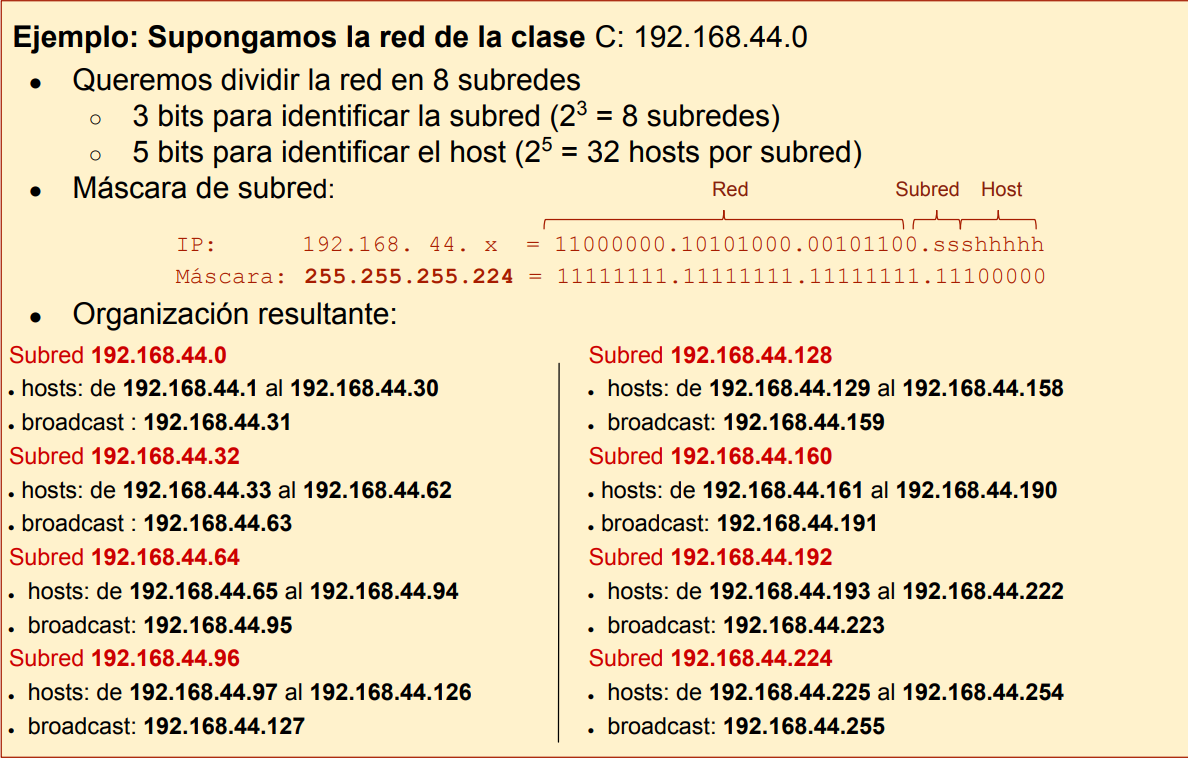 Ejemplo: Supongamos la red de la clase C: 192.168.44.0
● Queremos dividir la red en 8 subredes
○ 3 bits para identificar la subred (2³ = 8 subredes)
○ 5 bits para identificar el host (2⁵ = 32 hosts por subred)
● Máscara de subred:
Red Subred Host
IP: 192.168. 44. x = 11000000.10101000.00101100.ssshhhhh
Máscara: 255.255.255.224 = 11111111.11111111.11111111.11100000
● Organización resultante:
Subred 192.168.44.0
• hosts: de 192.168.44.1 al 192.168.44.30
• broadcast : 192.168.44.31
Subred 192.168.44.32
• hosts: de 192.168.44.33 al 192.168.44.62
• broadcast : 192.168.44.63
Subred 192.168.44.64
• hosts: de 192.168.44.65 al 192.168.44.94
• broadcast: 192.168.44.95
Subred 192.168.44.96
• hosts: de 192.168.44.97 al 192.168.44.126
• broadcast: 192.168.44.127
Subred 192.168.44.128
• hosts: de 192.168.44.129 al 192.168.44.158
• broadcast: 192.168.44.159
Subred 192.168.44.160
• hosts: de 192.168.44.161 al 192.168.44.190
• broadcast: 192.168.44.191
Subred 192.168.44.192
• hosts: de 192.168.44.193 al 192.168.44.222
• broadcast: 192.168.44.223
Subred 192.168.44.224
• hosts: de 192.168.44.225 al 192.168.44.254
• broadcast: 192.168.44.255